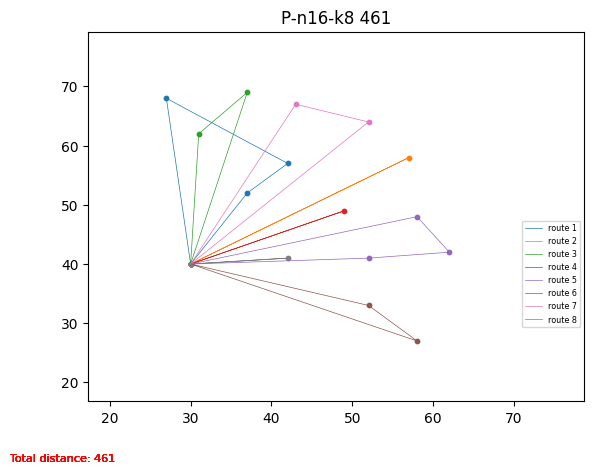 P-n16-k8 461
70
60
50
40
30
20
10 20 30 40 50 60 70
route 1
route 2
route 3
route 4
route 5
route 6
route 7
route 8
Total distance: 461